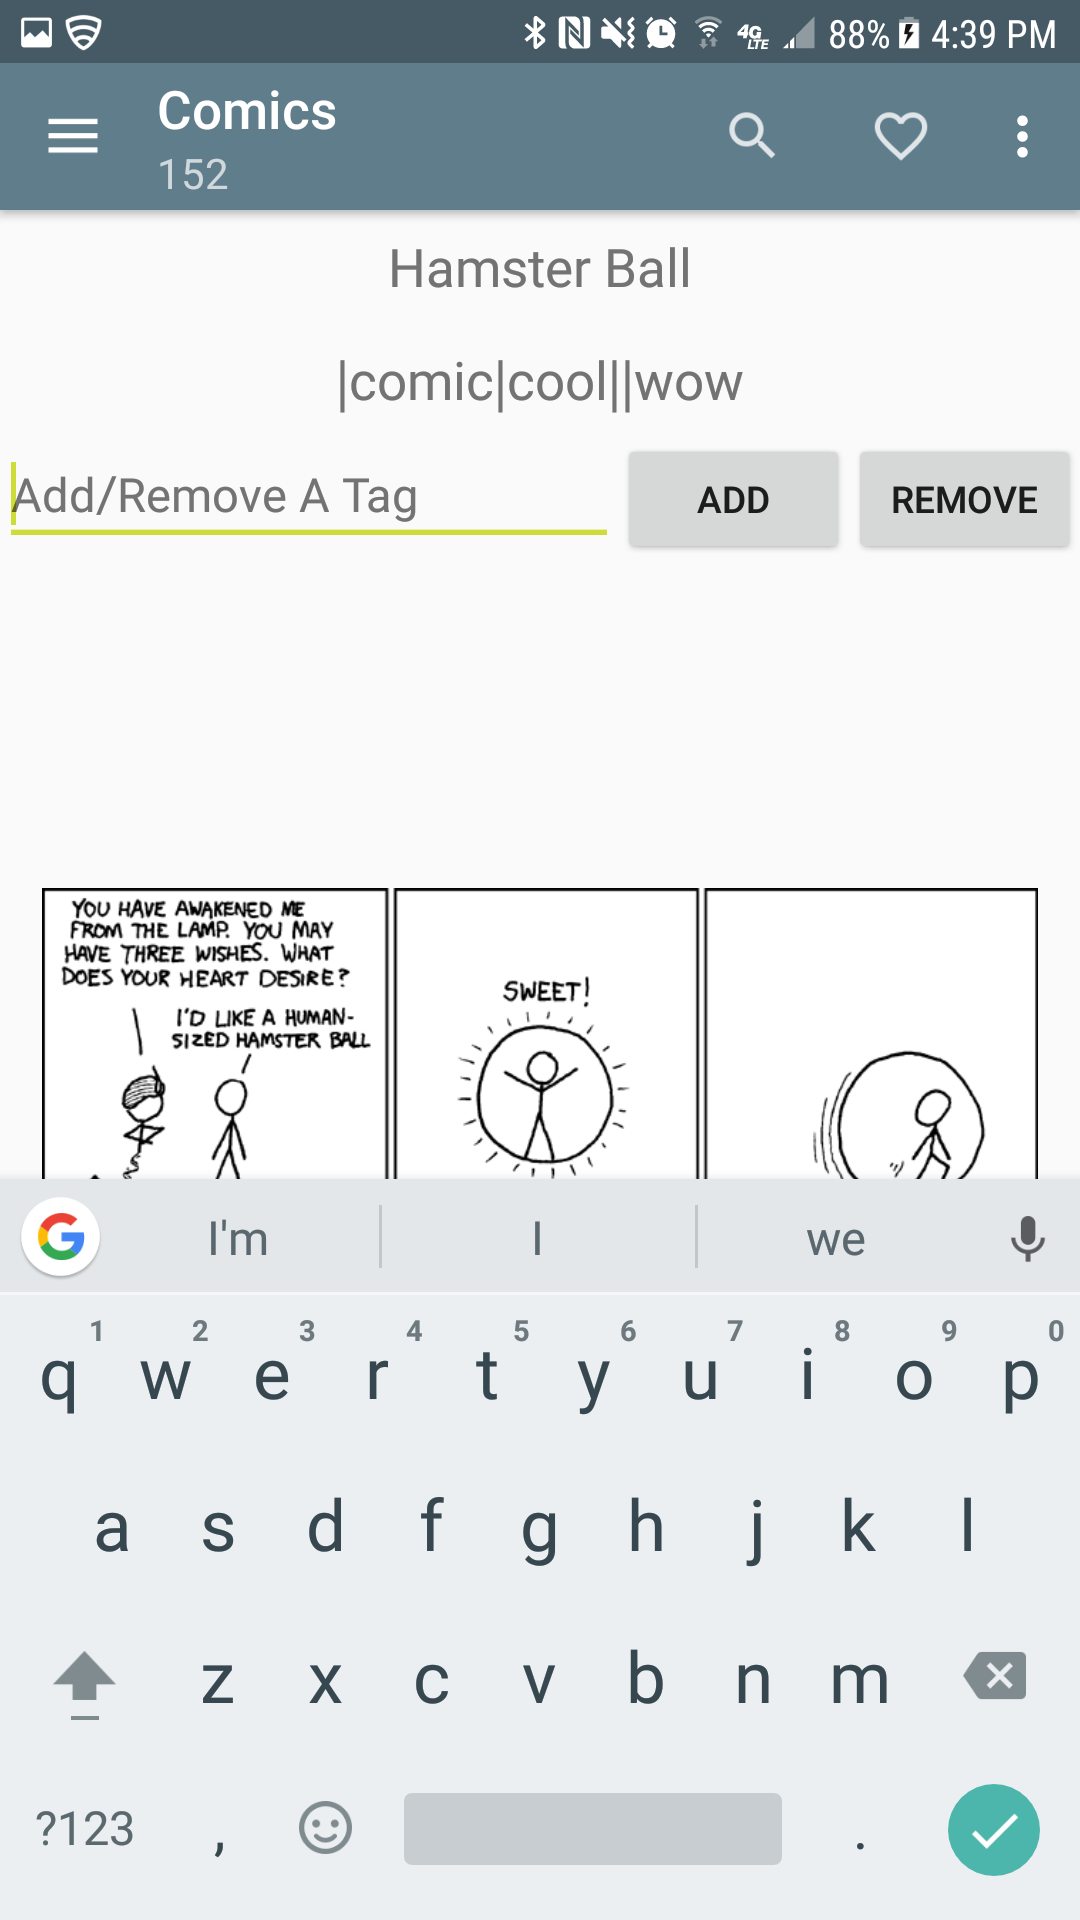 4G LTE 88% 4:39 PM
Comics
152
Hamster Ball
|comic|cool||wow
Add/Remove A Tag ADD REMOVE
YOU HAVE AWAKENED ME
FROM THE LAMP. YOU MAY
HAVE THREE WISHES. WHAT
DOES YOUR HEART DESIRE?
I'D LIKE A HUMAN-
SIZED HAMSTER BALL
SWEET!
I'm I we
1 2 3 4 5 6 7 8 9 0
q w e r t y u i o p
a s d f g h j k l
z x c v b n m
?123 , .